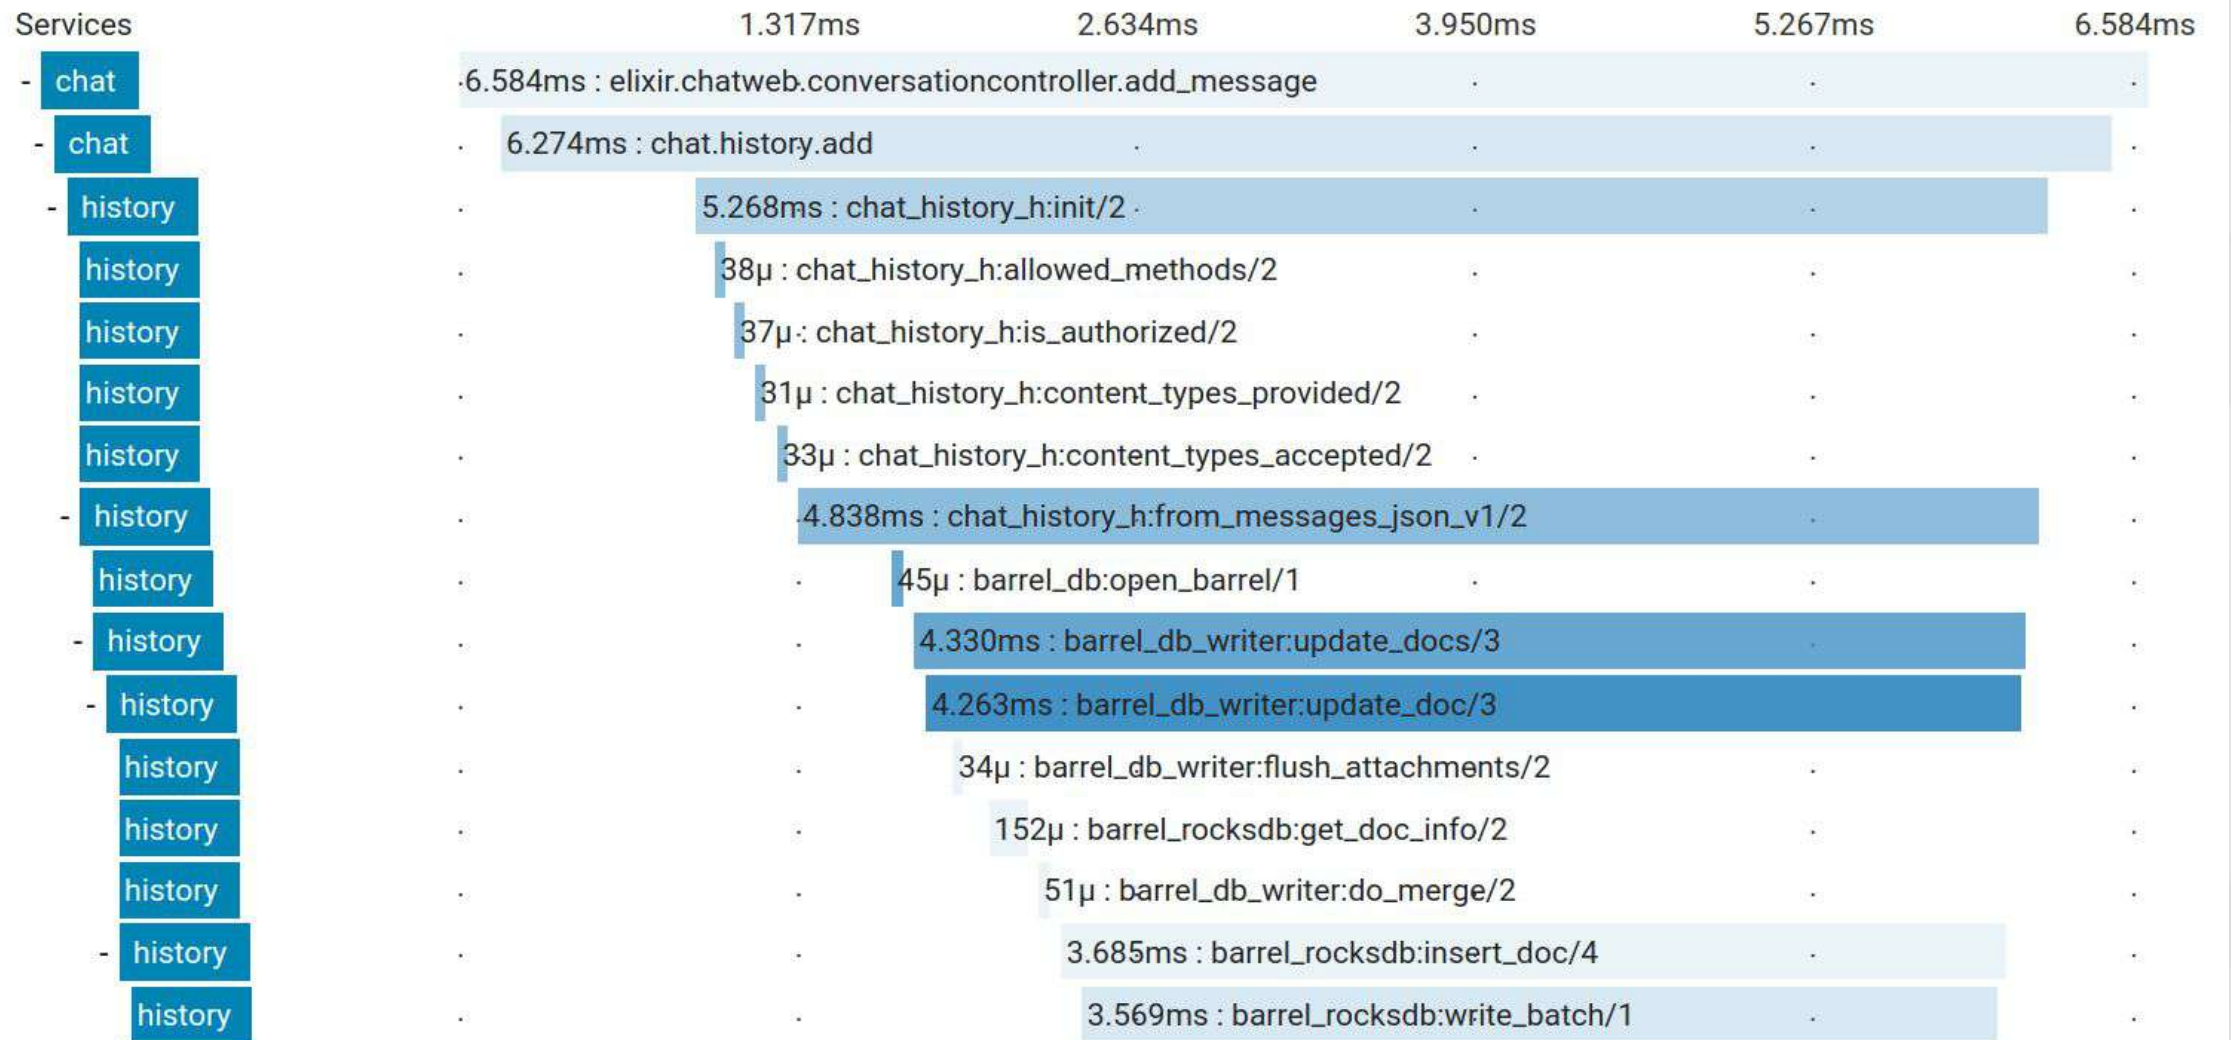 Services 1.317ms 2.634ms 3.950ms 5.267ms 6.584ms
- chat 6.584ms : elixir.chatweb.conversationcontroller.add_message
- chat 6.274ms : chat.history.add
- history 5.268ms : chat_history_h:init/2
history 38μ : chat_history_h:allowed_methods/2
history 37μ : chat_history_h:is_authorized/2
history 31μ : chat_history_h:content_types_provided/2
history 33μ : chat_history_h:content_types_accepted/2
- history 4.838ms : chat_history_h:from_messages_json_v1/2
history 45μ : barrel_db:open_barrel/1
- history 4.330ms : barrel_db_writer:update_docs/3
- history 4.263ms : barrel_db_writer:update_doc/3
history 34μ : barrel_db_writer:flush_attachments/2
history 152μ : barrel_rocksdb:get_doc_info/2
history 51μ : barrel_db_writer:do_merge/2
- history 3.685ms : barrel_rocksdb:insert_doc/4
history 3.569ms : barrel_rocksdb:write_batch/1